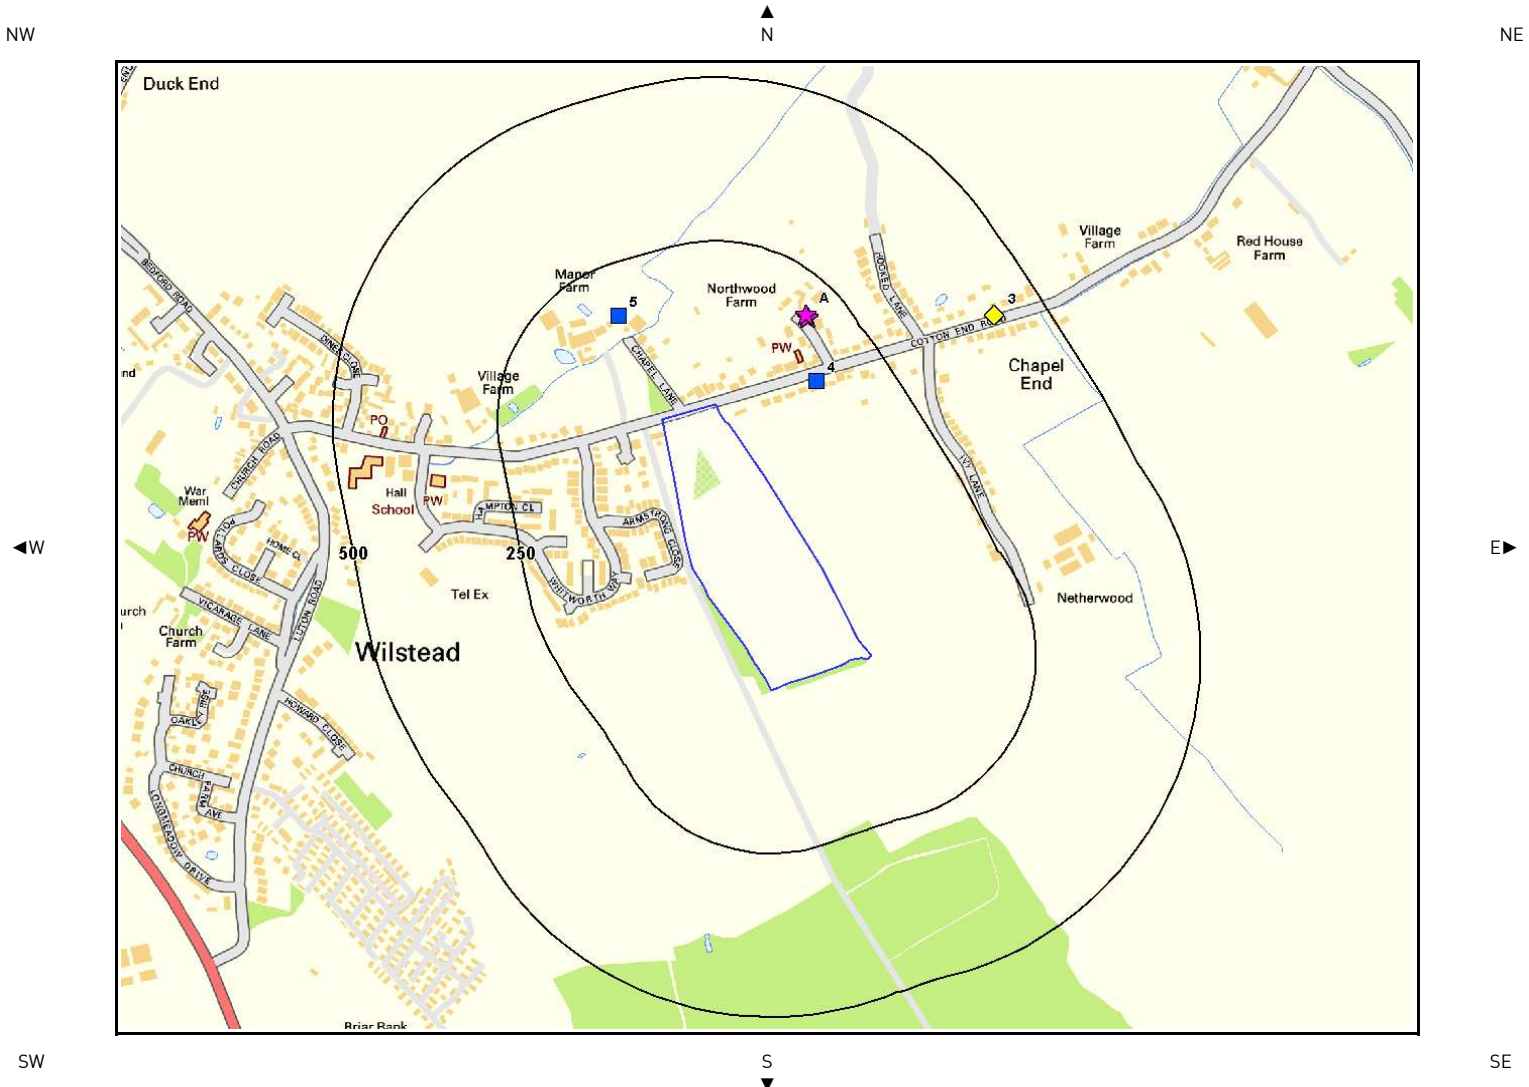 ▲
NW
N
NE
Duck End
Village
Farm
Red House
Farm
BEDFORD ROAD
HOOKED LANE
Manor
Farm
5
Northwood
Farm
A
3
COTTON END ROAD
DINES CLOSE
CHAPEL LANE
PW
4
Chapel
End
nd
Village
Farm
PO
CHURCH ROAD
IVY LANE
War
Meml
PW
Hall
School
PW
HAMPTON CL
ARMSTRONG CLOSE
POLLARDS CLOSE
HOME CL
◄W
500
250
E►
WHITWORTH WAY
Tel Ex
Netherwood
VICARAGE LANE
LUTON ROAD
urch
Church
Farm
Wilstead
OAKLY RISE
HOWARD CLOSE
CHURCH FARM AVE
LONGMEADOW DRIVE
Briar Bank
SW
S
SE
▼